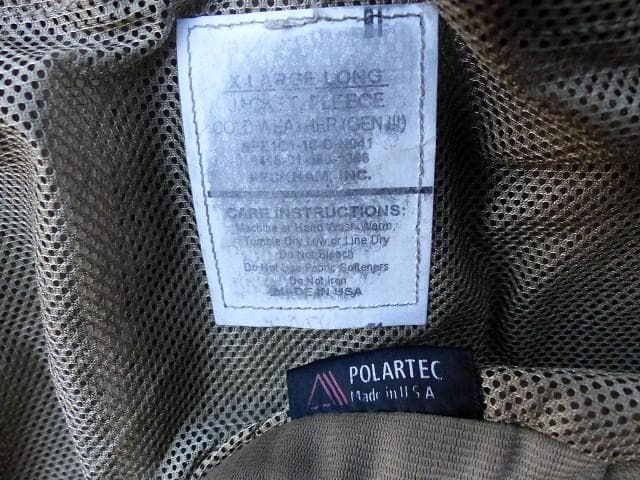 X-LARGE LONG
JACKET, FLEECE
COLD WEATHER (GEN III)
PECKHAM, INC.
CARE INSTRUCTIONS:
Machine or Hand Wash Warm,
Tumble Dry Low or Line Dry
Do Not Bleach
Do Not Use Fabric Softeners
Do Not Iron
MADE IN USA
POLARTEC
Made in U S A